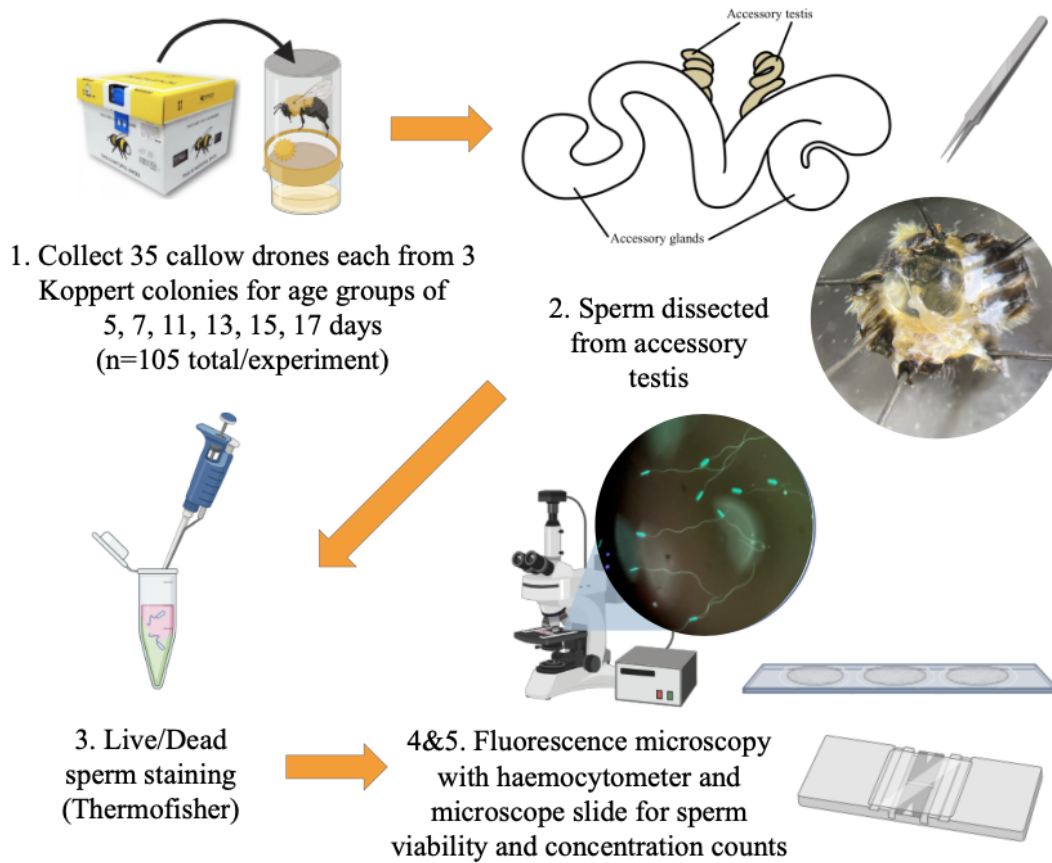 Accessory testis
Accessory glands
1. Collect 35 callow drones each from 3
Koppert colonies for age groups of
5, 7, 11, 13, 15, 17 days
(n=105 total/experiment)
2. Sperm dissected
from accessory
testis
3. Live/Dead
sperm staining
(Thermofisher)
4&5. Fluorescence microscopy
with haemocytometer and
microscope slide for sperm
viability and concentration counts